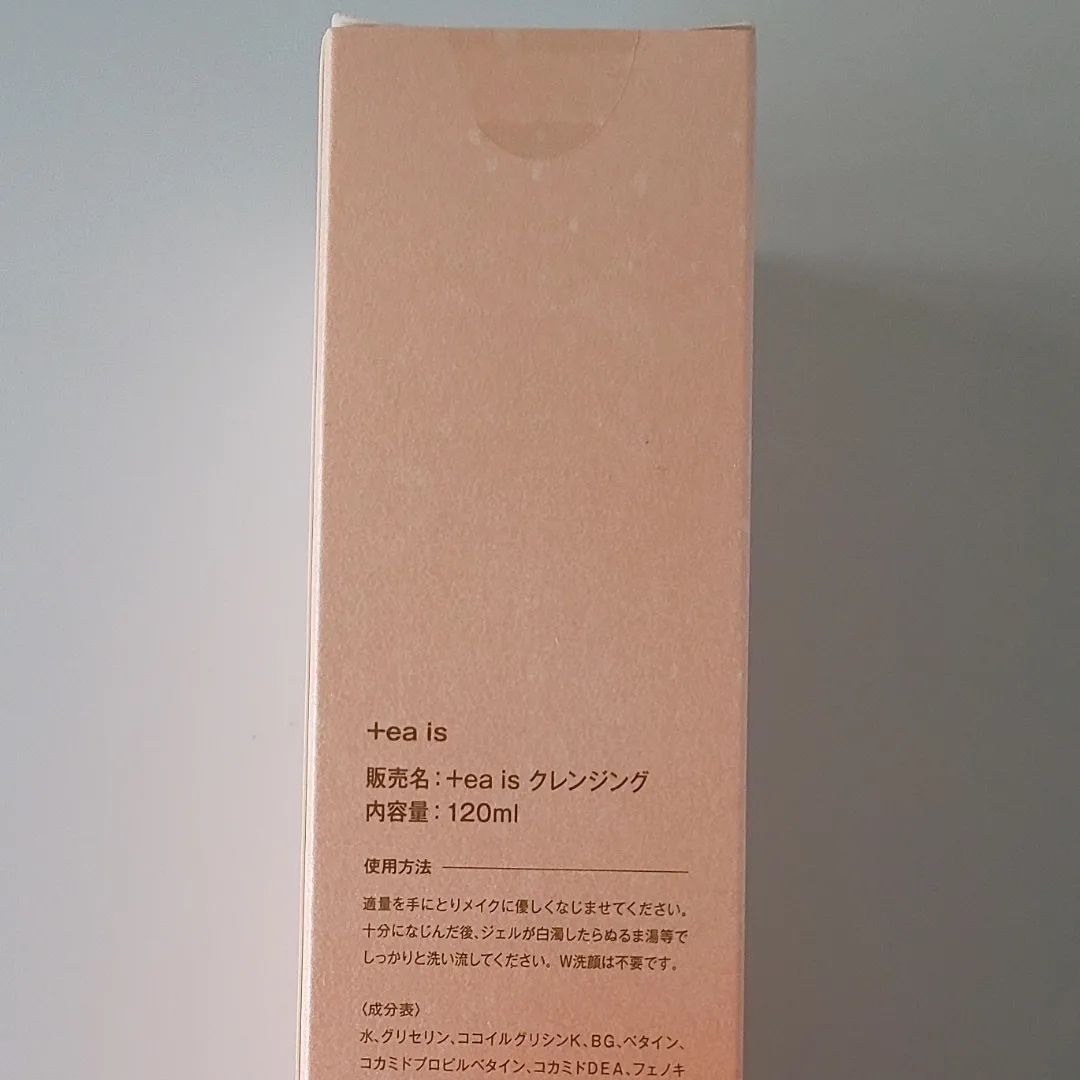 +ea is
販売名：+ea is クレンジング
内容量：120ml
使用方法
適量を手にとりメイクに優しくなじませてください。
十分になじんだ後、ジェルが白濁したらぬるま湯等で
しっかりと洗い流してください。W洗顔は不要です。
〈成分表〉
水、グリセリン、ココイルグリシンK、BG、ベタイン、
コカミドプロピルベタイン、コカミドDEA、フェノキ